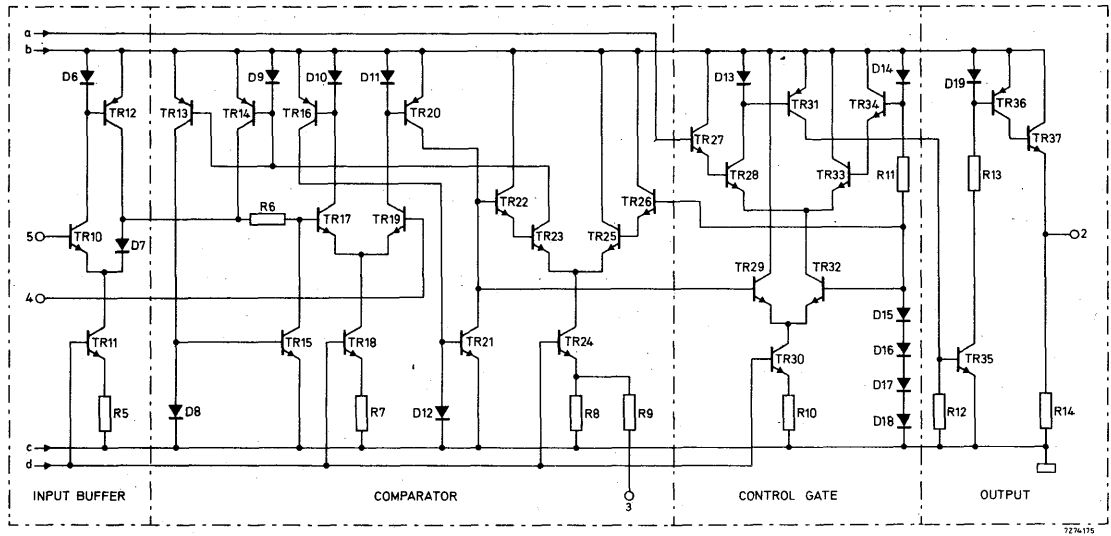 a
b
D6
D9
D10
D11
D13
D14
D19
TR12
TR13
TR14
TR16
TR20
TR31
TR34
TR36
TR27
TR37
TR28
TR33
R11
R13
R6
TR17
TR19
TR22
TR26
5
TR10
D7
TR23
TR25
2
4
TR29
TR32
D15
TR11
TR15
TR18
TR21
TR24
D16
TR30
TR35
D17
R5
D8
R7
D12
R8
R9
R10
D18
R12
R14
c
d
INPUT BUFFER
COMPARATOR
3
CONTROL GATE
OUTPUT
7Z74175